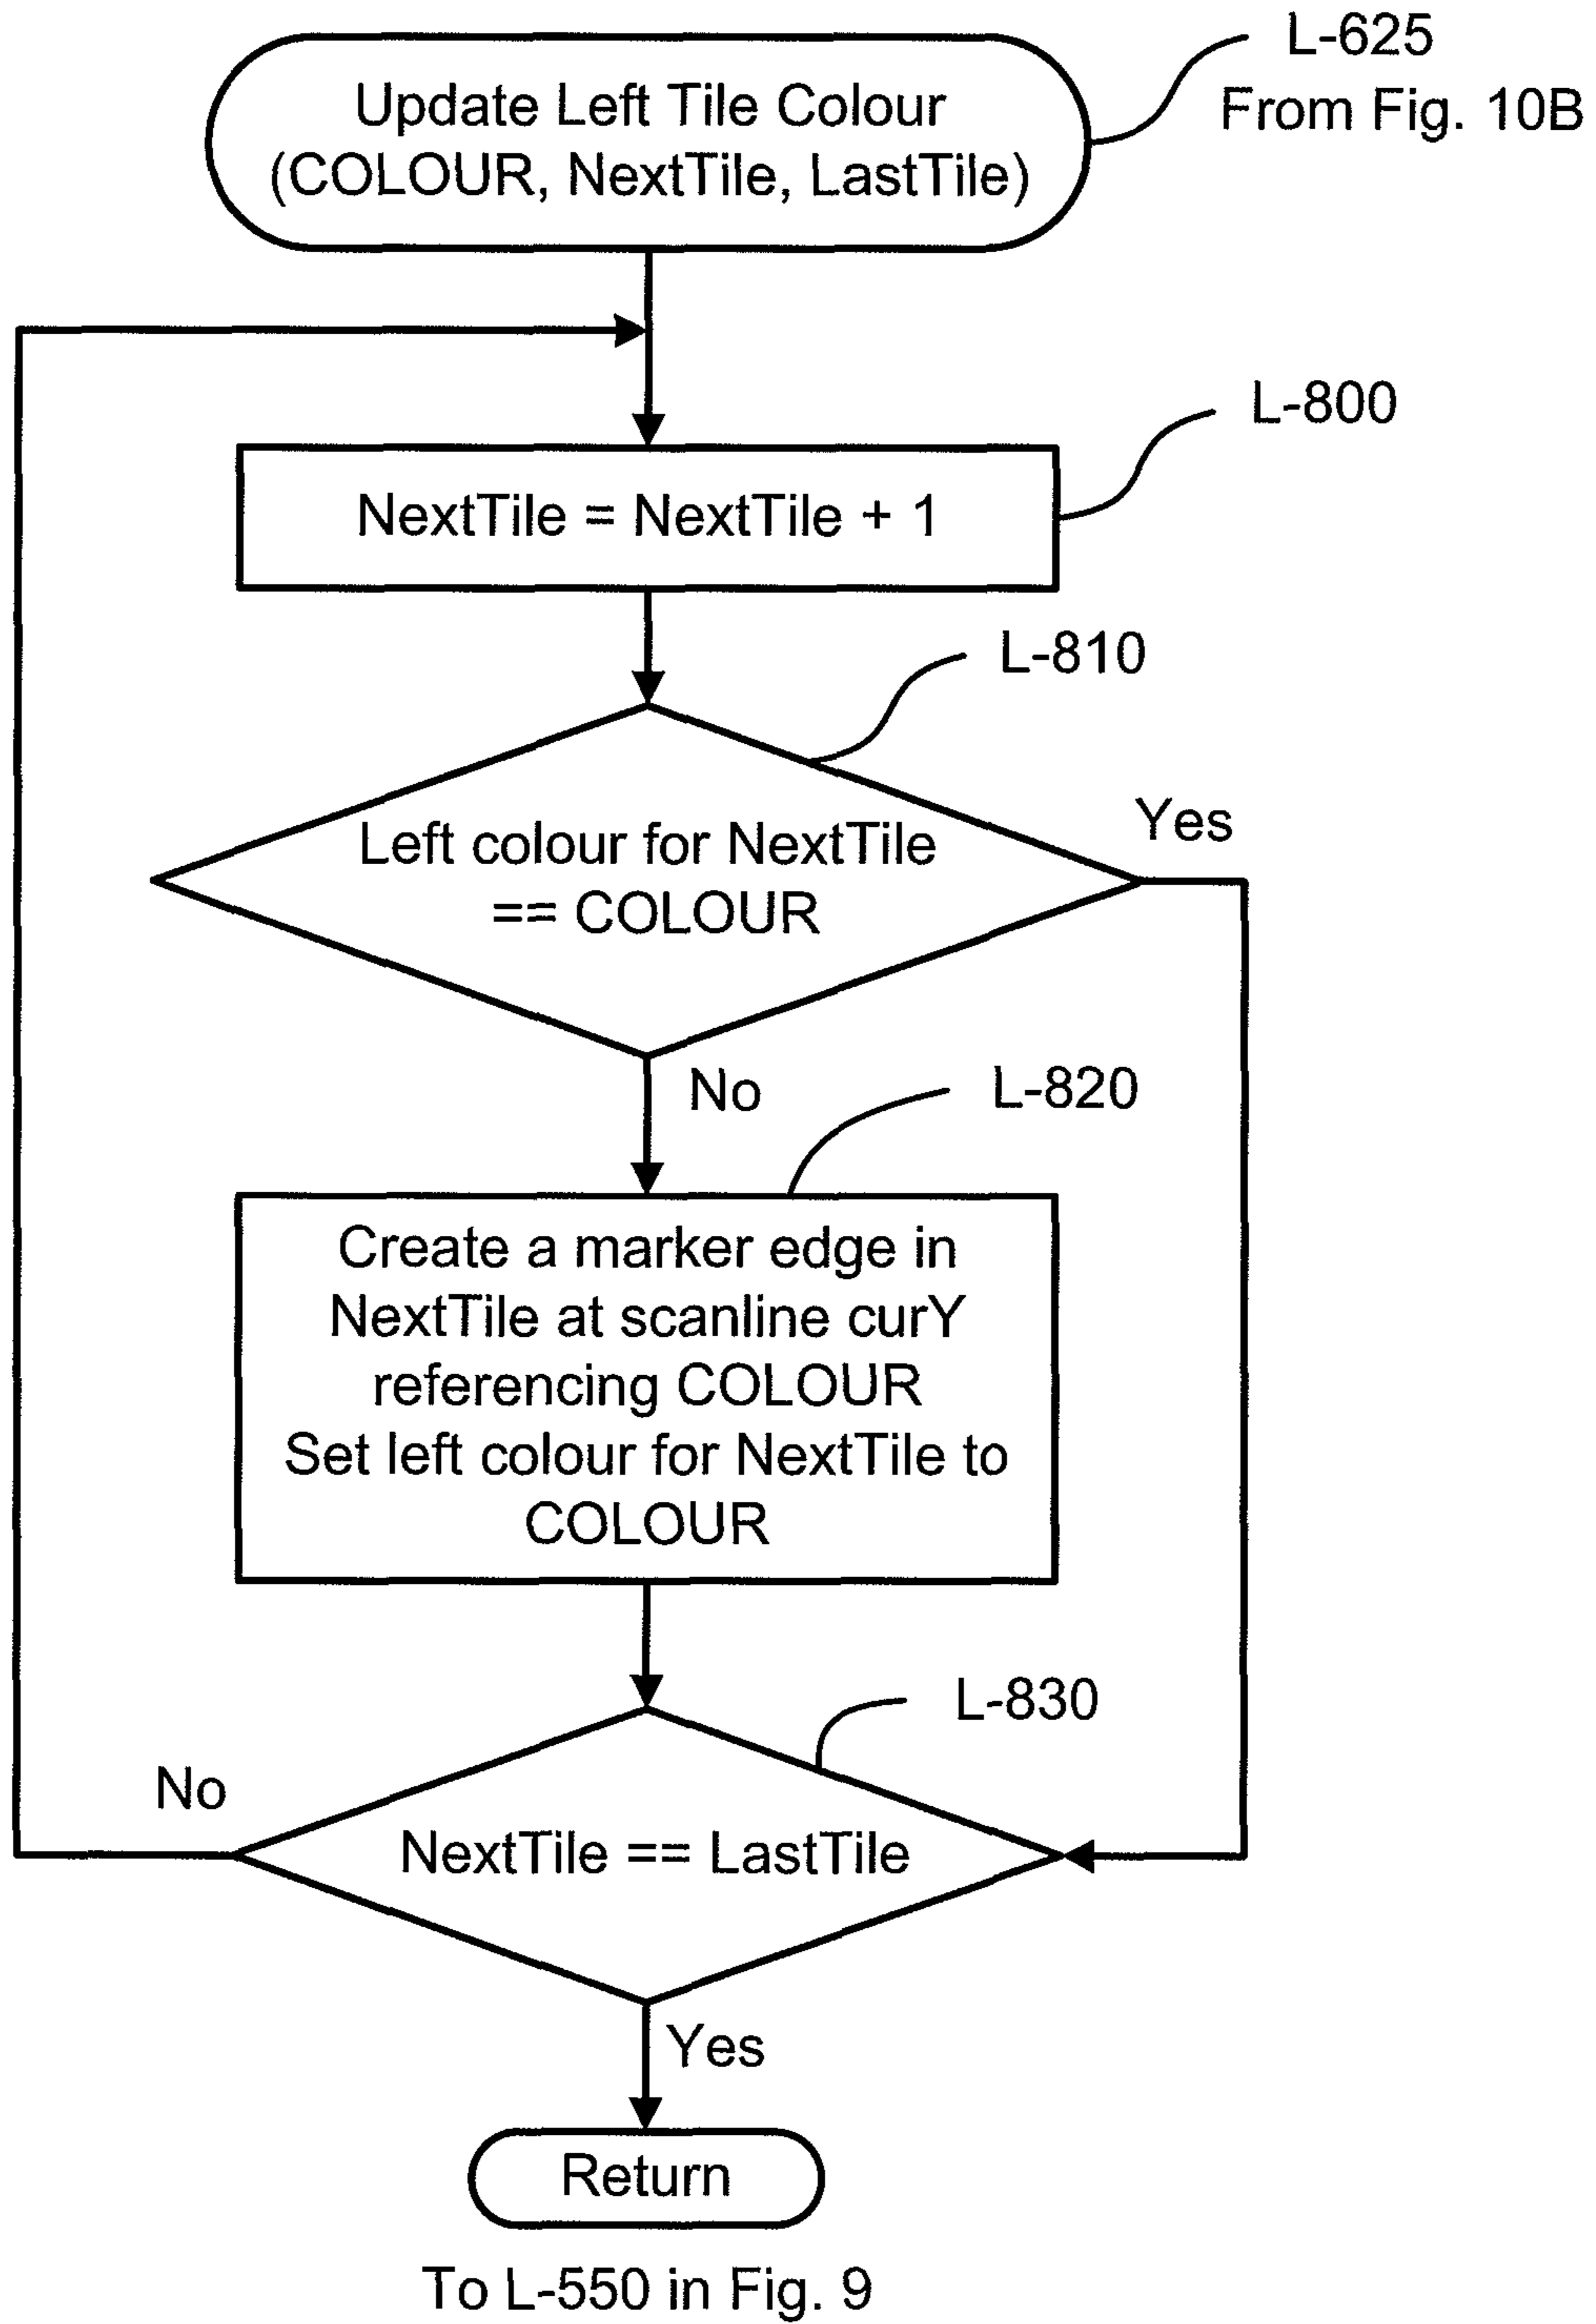 L-625
From Fig. 10B
Update Left Tile Colour
(COLOUR, NextTile, LastTile)
L-800
NextTile = NextTile + 1
L-810
Left colour for NextTile
== COLOUR
Yes
No
L-820
Create a marker edge in
NextTile at scanline curY
referencing COLOUR
Set left colour for NextTile to
COLOUR
L-830
No
NextTile == LastTile
Yes
Return
To L-550 in Fig. 9